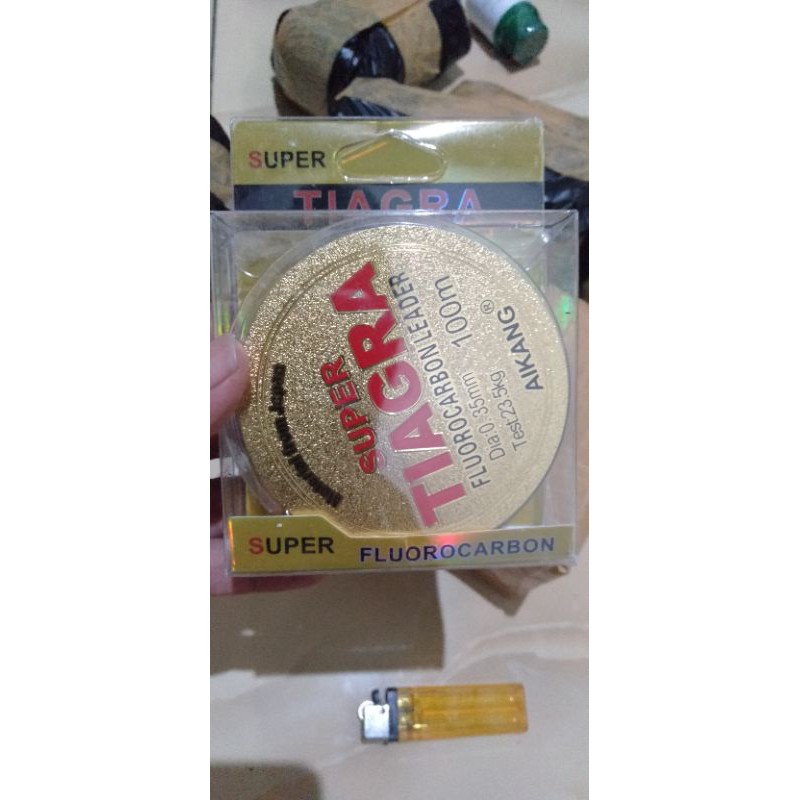 SUPER
TIAGRA
SUPER
TIAGRA
FLUOROCARBON LEADER
Dia 0.35mm 100m
Test 23.5kg
AIKANG®
SUPER FLUOROCARBON